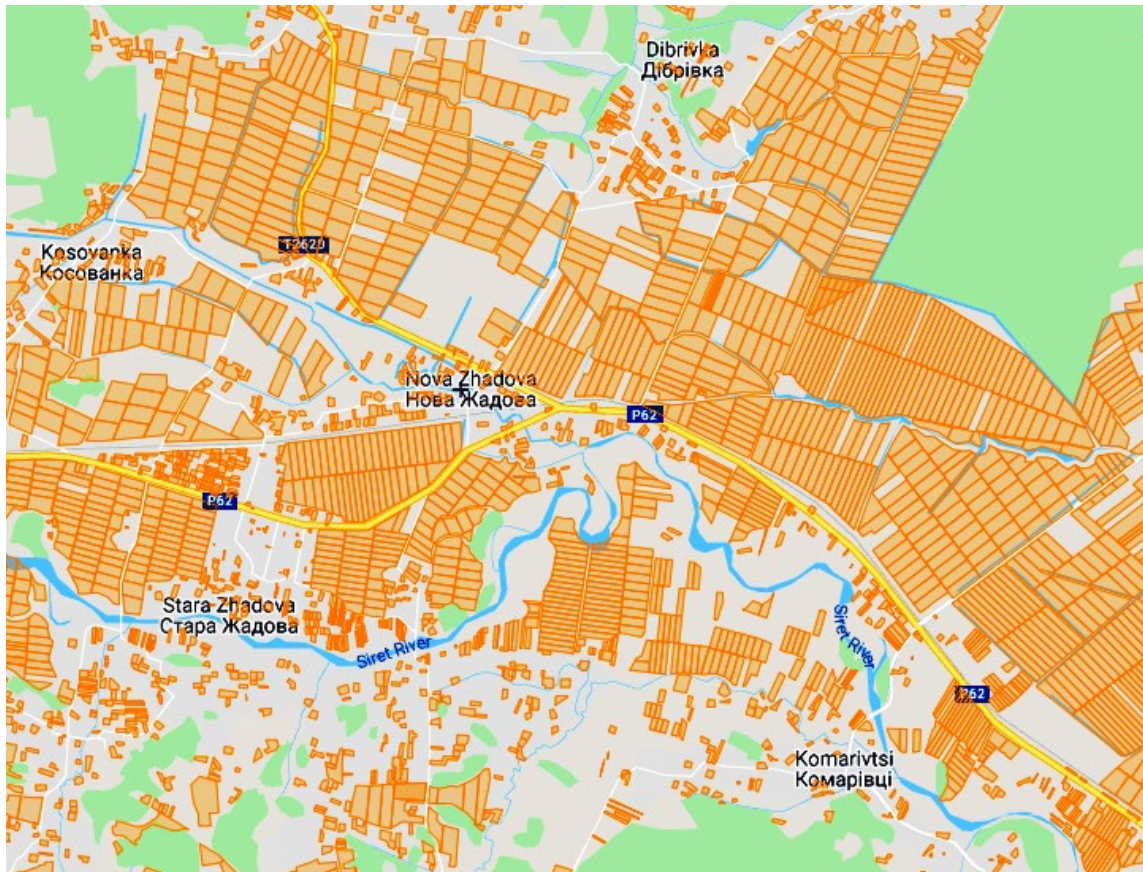 Dibrivka
Дібрівка
T2620
Kosovanka
Косованка
Nova Zhadova
Нова Жадова
P62
P62
Stara Zhadova
Стара Жадова
Siret River
Siret River
P62
Komarivtsi
Комарівці